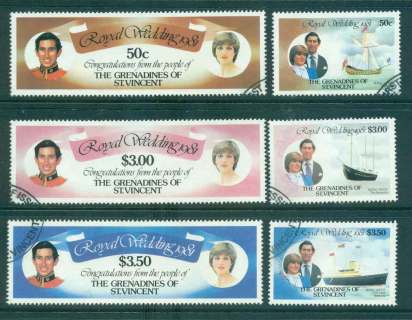 Royal Wedding 1981
50c
Congratulations from the people of
THE GRENADINES OF
ST.VINCENT
Royal Wedding 1981
50c
THE GRENADINES
OF ST.VINCENT
Royal Wedding 1981
$3.00
Congratulations from the people of
THE GRENADINES OF
ST.VINCENT
Royal Wedding 1981
$3.00
THE GRENADINES
OF ST.VINCENT
Royal Wedding 1981
$3.50
Congratulations from the people of
THE GRENADINES OF
ST.VINCENT
Royal Wedding 1981
$3.50
THE GRENADINES
OF ST.VINCENT